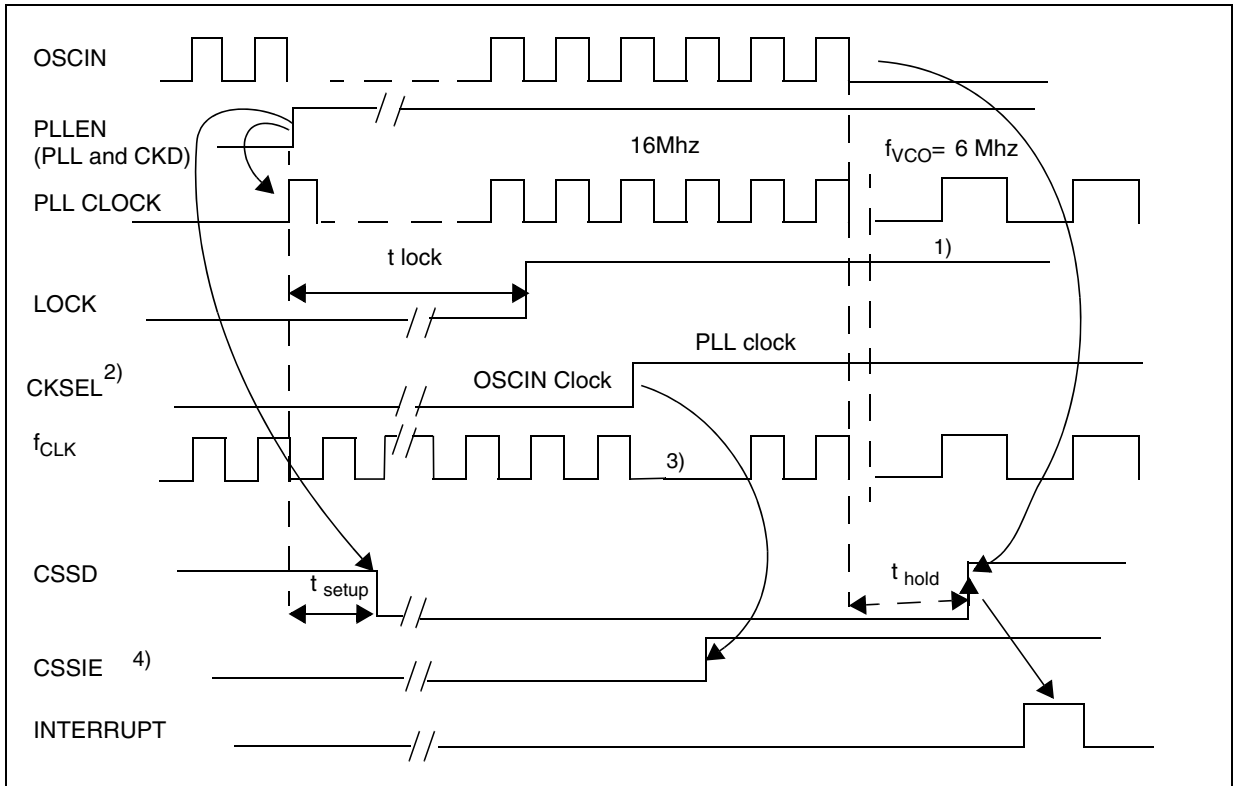 OSCIN
PLLEN
(PLL and CKD)
16Mhz
fVCO= 6 Mhz
PLL CLOCK
t lock
1)
LOCK
PLL clock
CKSEL2)
OSCIN Clock
fCLK
3)
CSSD
t setup
t hold
CSSIE 4)
INTERRUPT